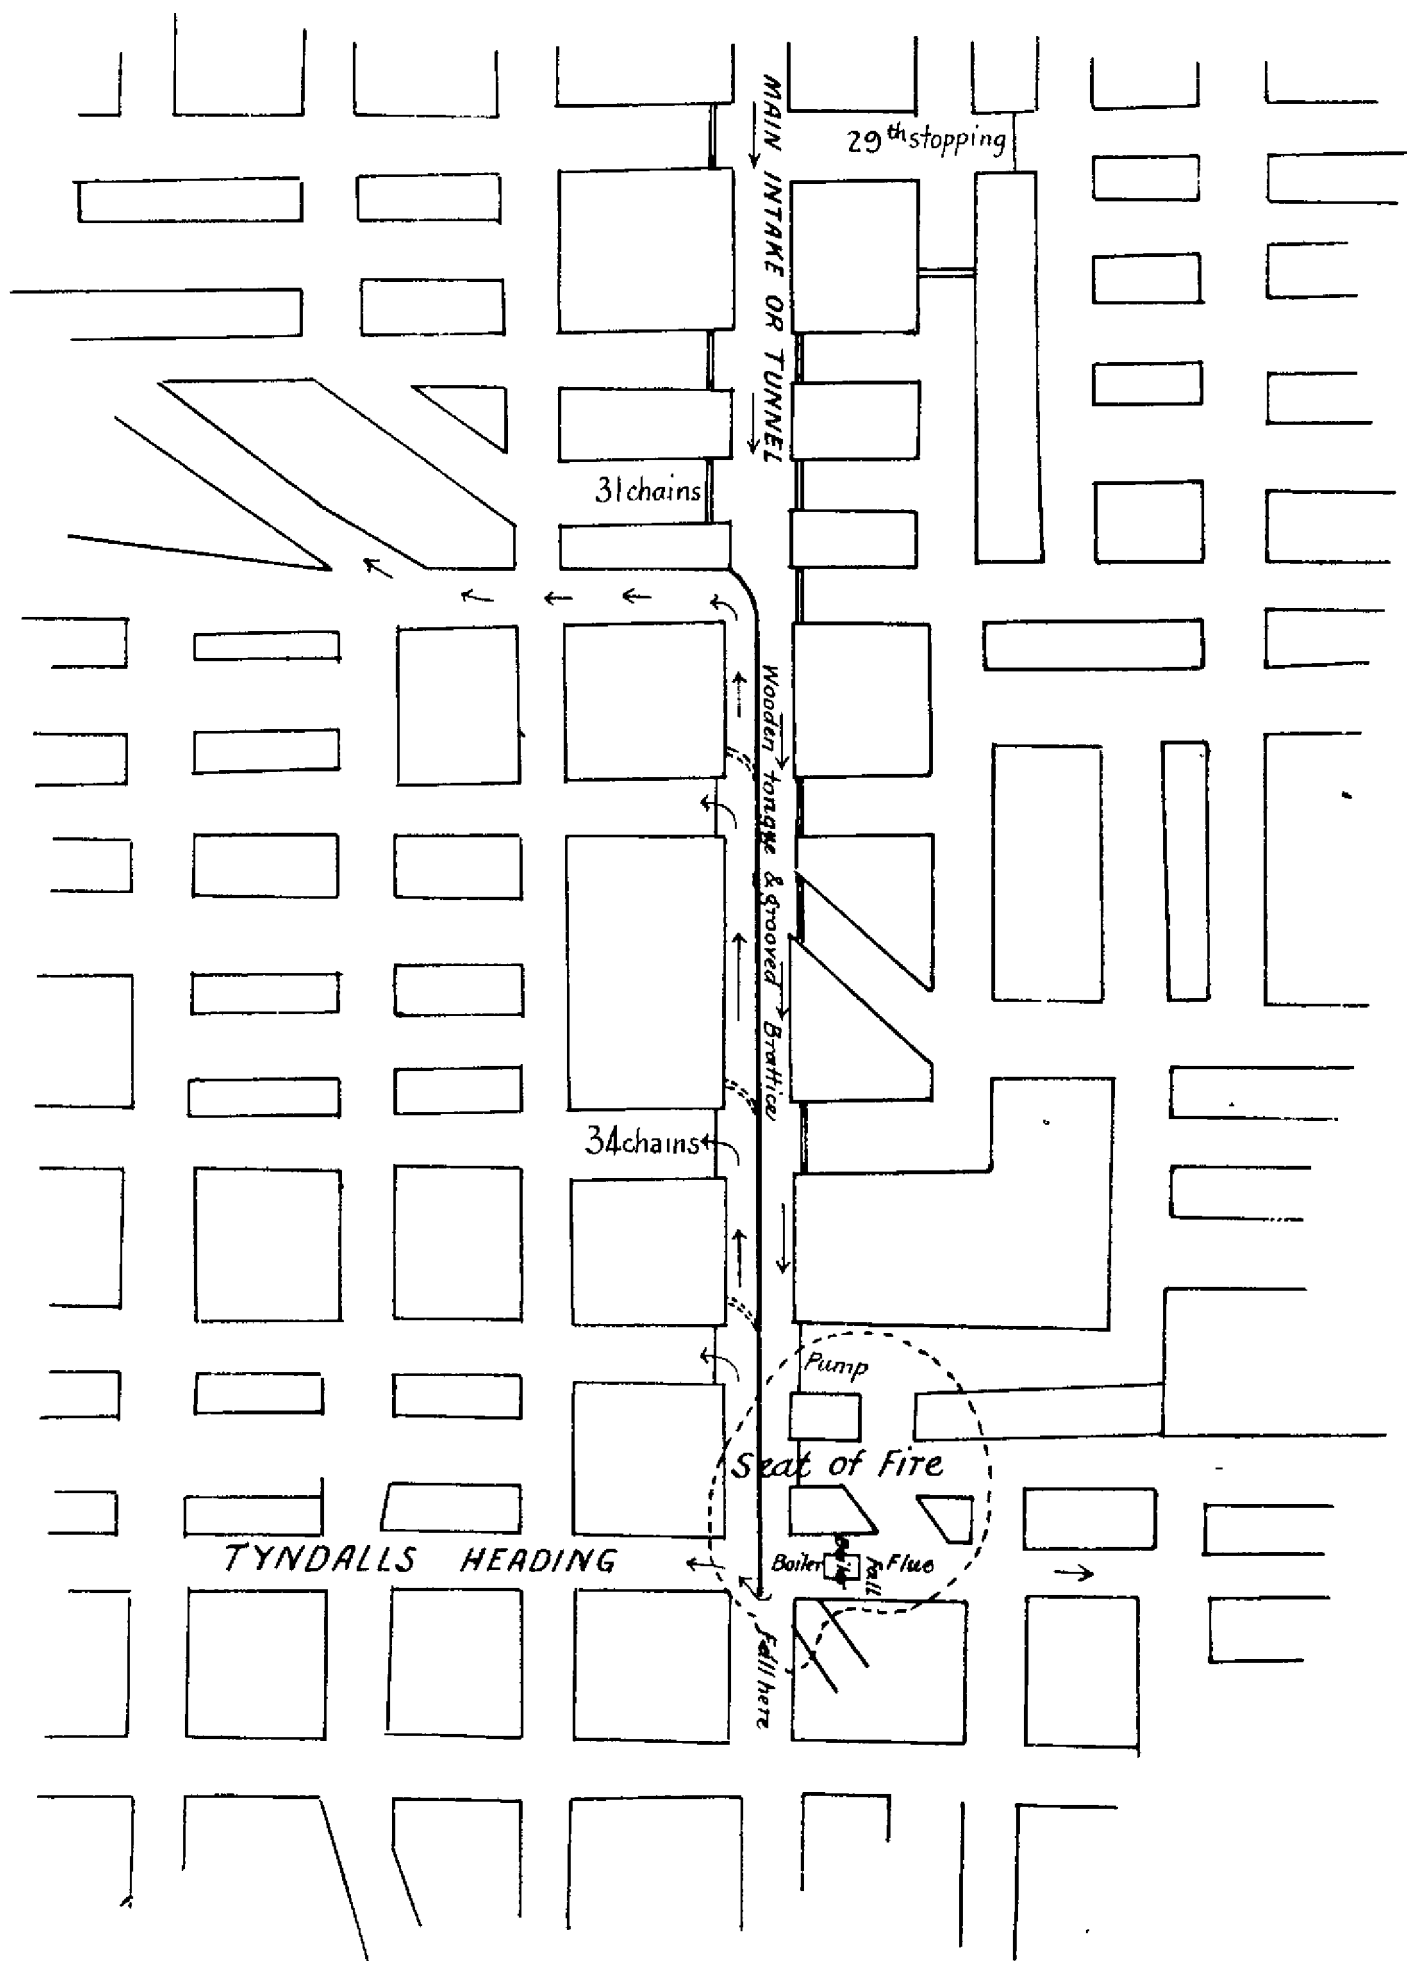 MAIN INTAKE OR TUNNEL
29th stopping
31 chains
Wooden tongue & grooved Brattice
34 chains
Pump
Seat of Fire
TYNDALLS HEADING
Boiler
Flue
Fall
fall here